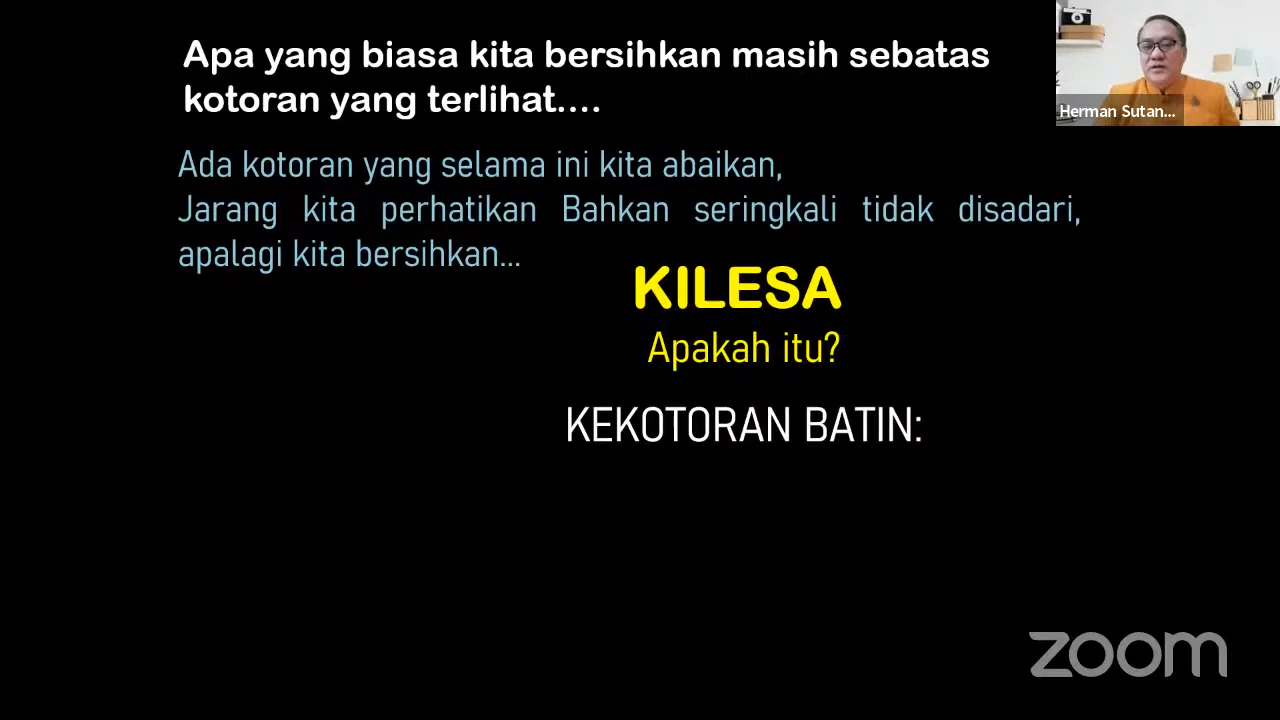 Apa yang biasa kita bersihkan masih sebatas
kotoran yang terlihat....
Herman Sutan...
Ada kotoran yang selama ini kita abaikan,
Jarang kita perhatikan Bahkan seringkali tidak disadari,
apalagi kita bersihkan...
KILESA
Apakah itu?
KEKOTORAN BATIN:
zoom